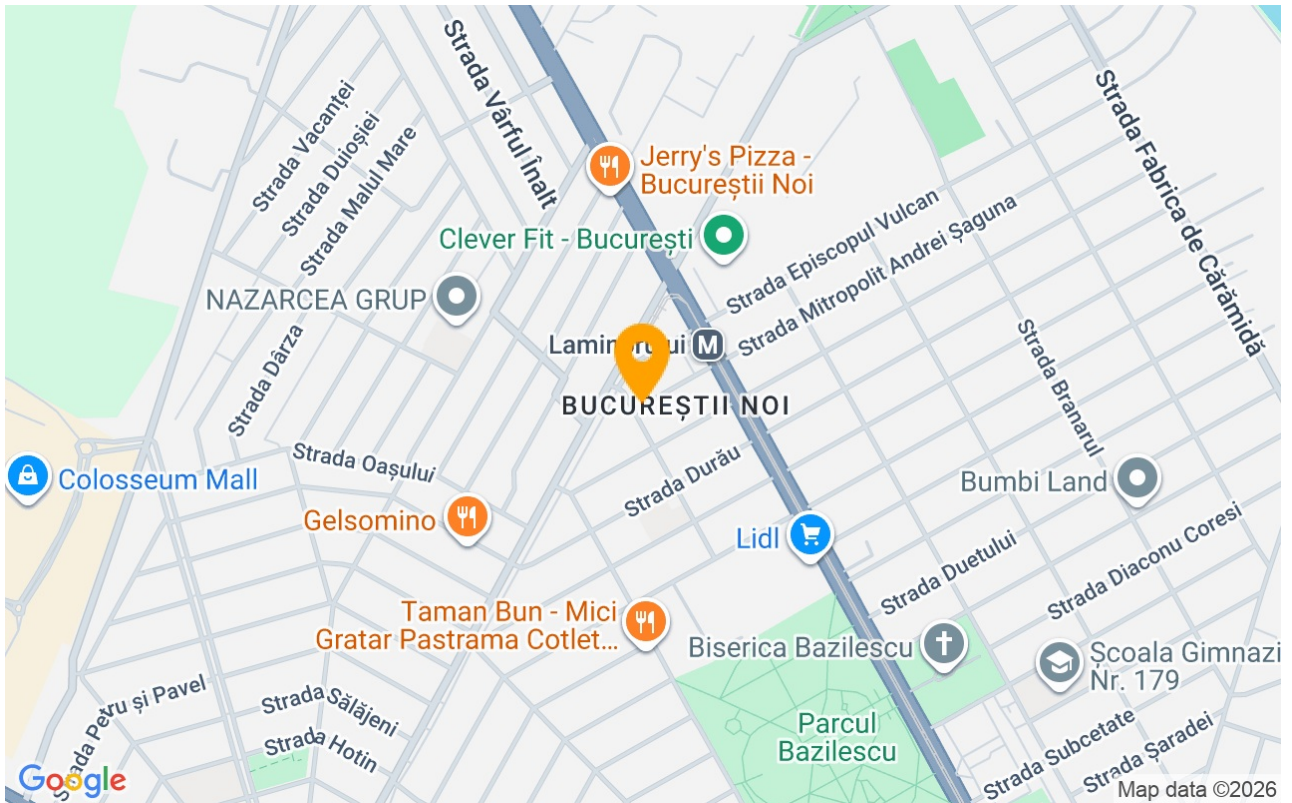 Strada Vârful Înalt
Strada Vacanței
Strada Duioșiei
Strada Malul Mare
Jerry's Pizza -
Bucureștii Noi
Strada Fabrica de Cărămidă
Clever Fit - București
Strada Episcopul Vulcan
Strada Mitropolit Andrei Șaguna
NAZARCEA GRUP
Strada Dârza
M
Strada Branarul
BUCUREȘTII NOI
Strada Oașului
Colosseum Mall
Strada Durău
Bumbi Land
Gelsomino
Lidl
Strada Duetului
Strada Diaconu Coresi
Taman Bun - Mici
Gratar Pastrama Cotlet...
Biserica Bazilescu
Școala Gimnazi
Nr. 179
Strada Petru și Pavel
Strada Sălăjeni
Strada Hotin
Parcul
Bazilescu
Strada Subcetate
Strada Șaradei
Google
Map data ©2026